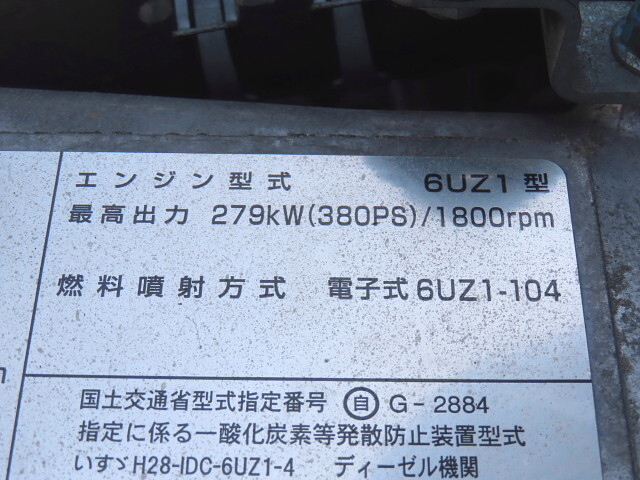 エンジン型式 6UZ1型
最高出力 279kW(380PS)/1800rpm
燃料噴射方式 電子式6UZ1-104
国土交通省型式指定番号 自 G-2884
指定に係る一酸化炭素等発散防止装置型式
いすゞH28-IDC-6UZ1-4 ディーゼル機関